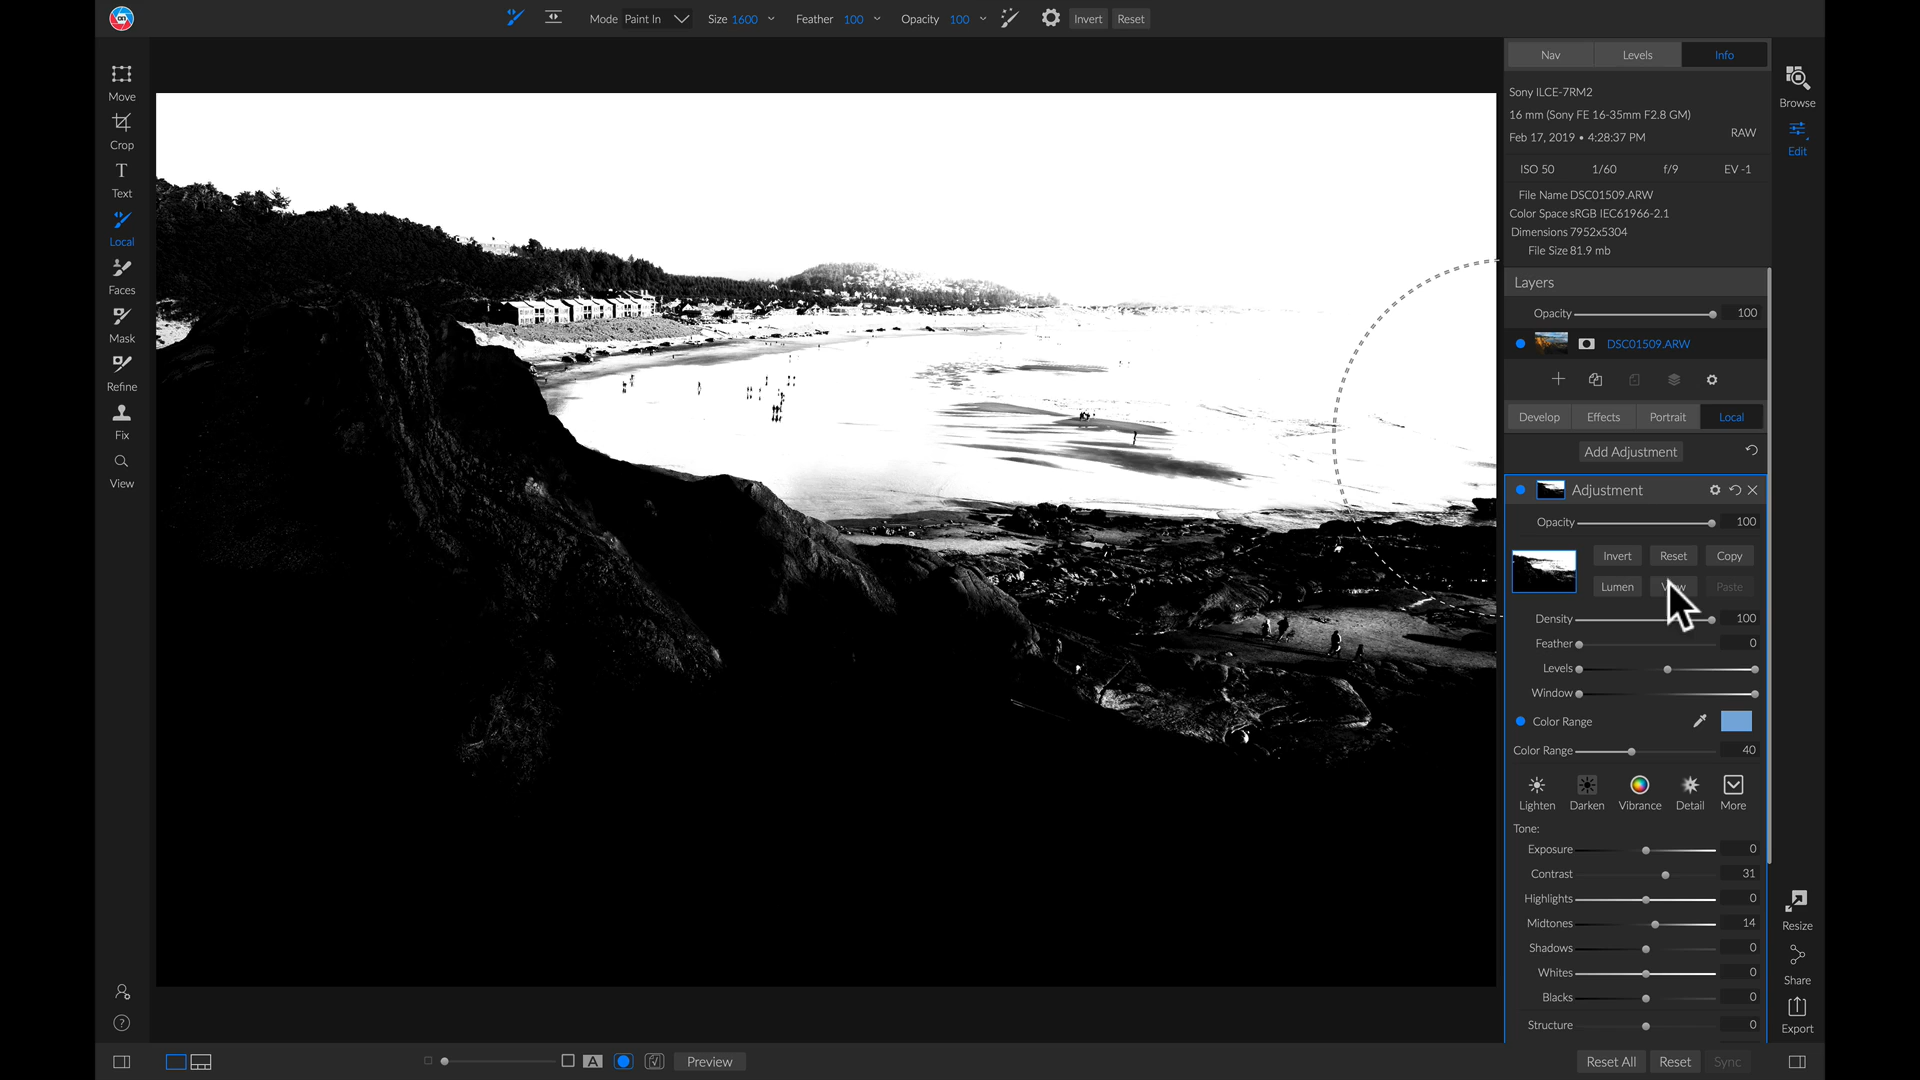 Mode Paint In Size 1600 Feather 100 Opacity 100 Invert Reset
Move
Crop
Text
Local
Faces
Mask
Refine
Fix
View
Nav Levels Info
Sony ILCE-7RM2
16 mm (Sony FE 16-35mm F2.8 GM)
Feb 17, 2019 • 4:28:37 PM RAW
ISO 50 1/60 f/9 EV -1
File Name DSC01509.ARW
Color Space sRGB IEC61966-2.1
Dimensions 7952x5304
File Size 81.9 mb
Layers
Opacity 100
DSC01509.ARW
Develop Effects Portrait Local
Add Adjustment
Adjustment
Opacity 100
Invert Reset Copy
Lumen Paste
Density 100
Feather 0
Levels
Window
Color Range
Color Range 40
Lighten Darken Vibrance Detail More
Tone:
Exposure 0
Contrast 31
Highlights 0
Midtones 14
Shadows 0
Whites 0
Blacks 0
Structure 0
Browse
Edit
Resize
Share
Export
A Preview Reset All Reset Sync